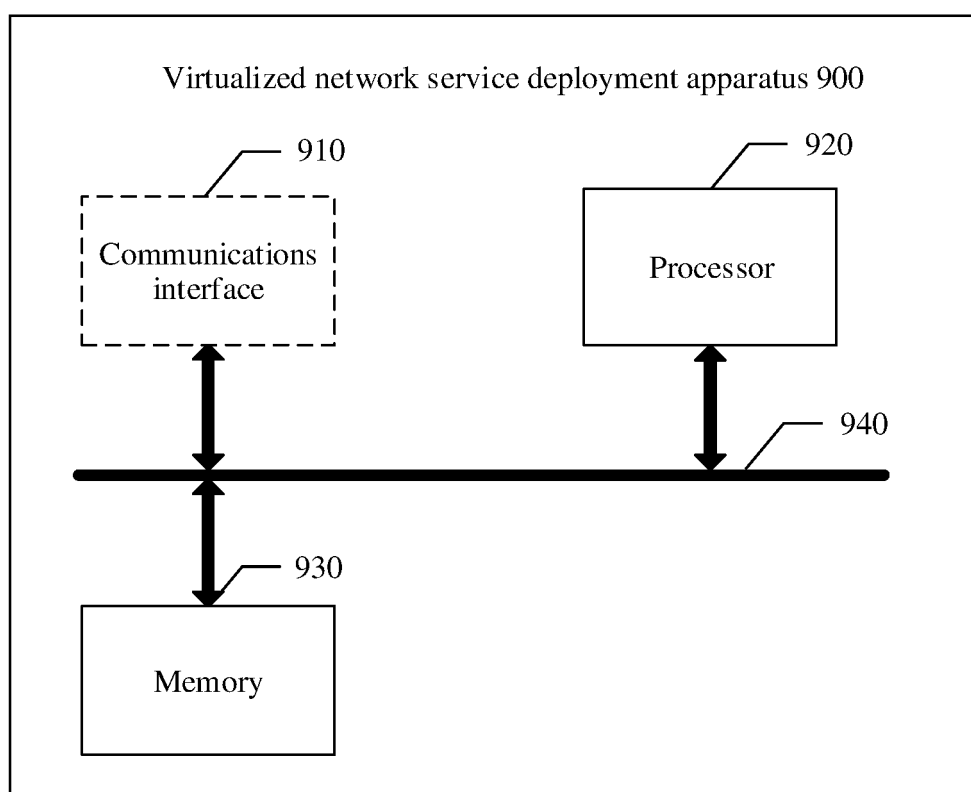 Virtualized network service deployment apparatus 900
910
920
Communications
interface
Processor
940
930
Memory